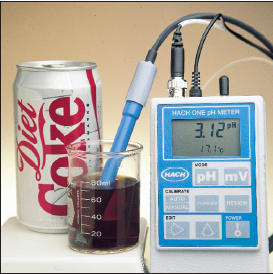 Diet
Coke
80ml
60
40
20
HACH ONE pH METER
3.12 pH
17.1°C
HACH
MODE
pH
mV
CALIBRATE
AUTO
MANUAL
STANDARD
REVIEW
EDIT
POWER